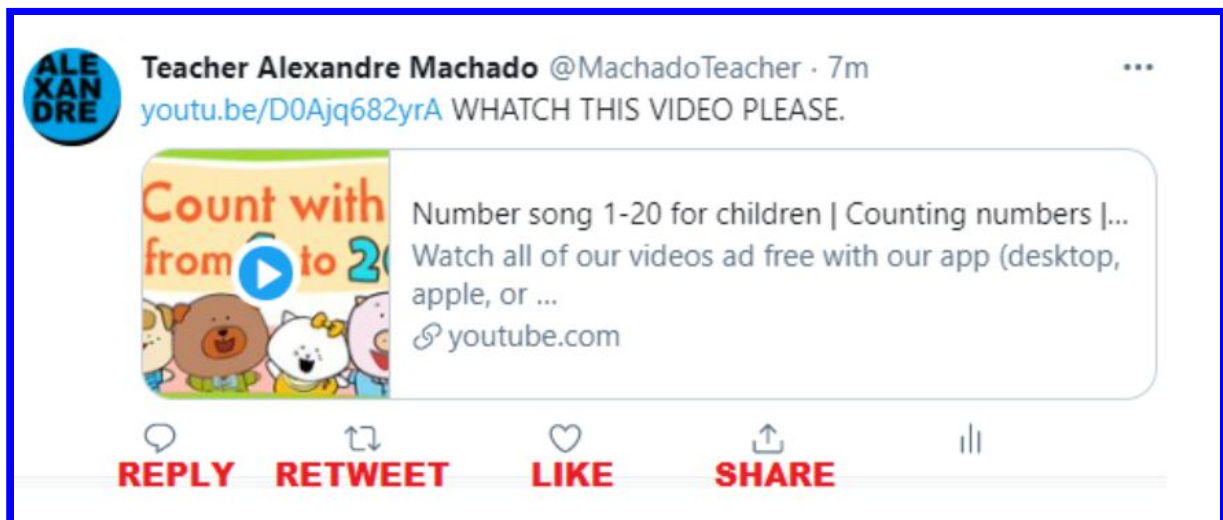 ALE
XAN
DRE
Teacher Alexandre Machado @MachadoTeacher · 7m
youtu.be/D0Ajq682yrA WHATCH THIS VIDEO PLEASE.
Count with
from to 20
Number song 1-20 for children | Counting numbers |...
Watch all of our videos ad free with our app (desktop,
apple, or ...
youtube.com
REPLY RETWEET LIKE SHARE